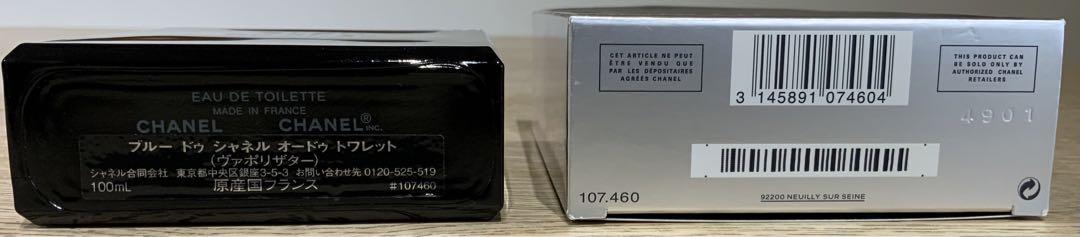 EAU DE TOILETTE
MADE IN FRANCE
CHANEL CHANEL® INC.
ブルー ドゥ シャネル オードゥ トワレット
(ヴァポリザター)
シャネル合同会社 東京都中央区銀座3-5-3 お問い合わせ先 0120-525-519
100mL 原産国フランス #107460
CET ARTICLE NE PEUT
ÊTRE VENDU QUE
PAR LES DÉPOSITAIRES
AGRÉÉS CHANEL
3 145891 074604
THIS PRODUCT CAN
BE SOLD ONLY BY
AUTHORIZED CHANEL
RETAILERS
4901
107.460
92200 NEUILLY SUR SEINE